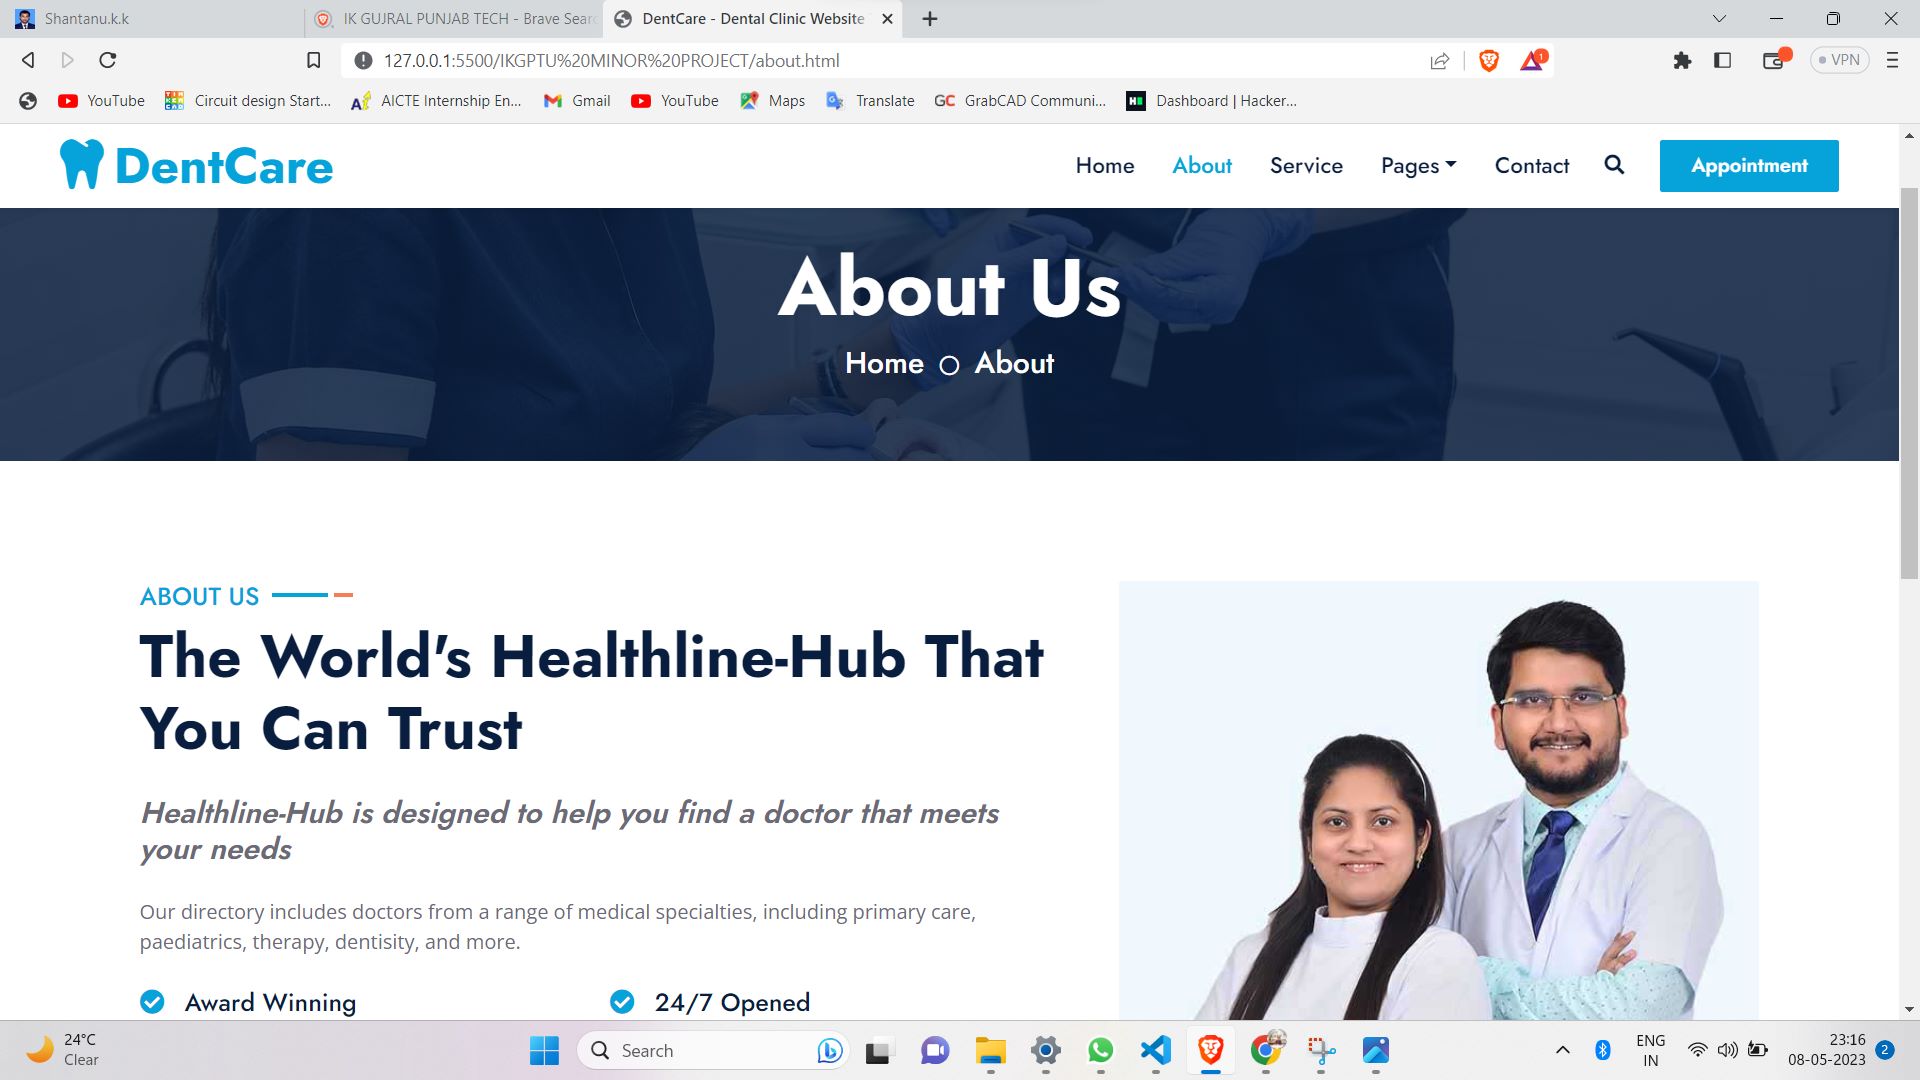 Shantanu.k.k
IK GUJRAL PUNJAB TECH - Brave Sear
DentCare - Dental Clinic Website
127.0.0.1:5500/IKGPTU%20MINOR%20PROJECT/about.html
1
VPN
YouTube
Circuit design Start...
AICTE Internship En...
Gmail
YouTube
Maps
Translate
GC GrabCAD Communi...
Dashboard | Hacker...
DentCare
Home
About
Service
Pages
Contact
Appointment
About Us
Home
About
ABOUT US
The World's Healthline-Hub That
You Can Trust
Healthline-Hub is designed to help you find a doctor that meets
your needs
Our directory includes doctors from a range of medical specialties, including primary care,
paediatrics, therapy, dentisity, and more.
Award Winning
24/7 Opened
24°C
Clear
Search
ENG
IN
23:16
08-05-2023
2